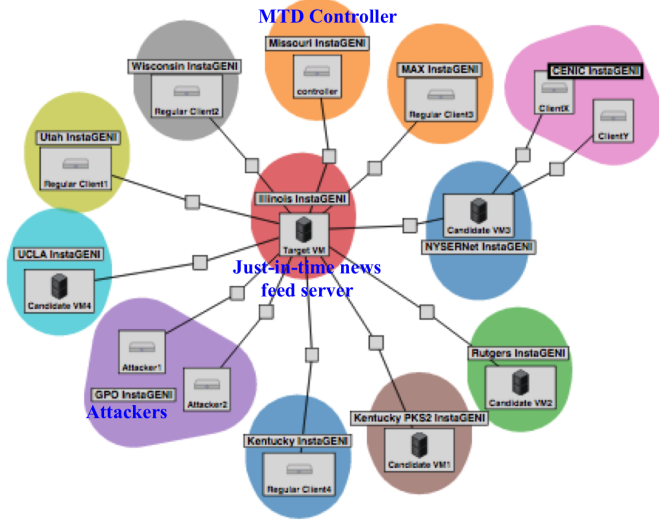 MTD Controller
Missouri InstaGENI
controller
Wisconsin InstaGENI
Regular Client2
MAX InstaGENI
Regular Client3
CENIC InstaGENI
ClientX
ClientY
Utah InstaGENI
Regular Client1
Illinois InstaGENI
Target VM
Just-in-time news
feed server
Candidate VM3
NYSERNet InstaGENI
UCLA InstaGENI
Candidate VM4
Attacker1
GPO InstaGENI
Attacker2
Attackers
Rutgers InstaGENI
Candidate VM2
Kentucky InstaGENI
Regular Client4
Kentucky PKS2 InstaGENI
Candidate VM1